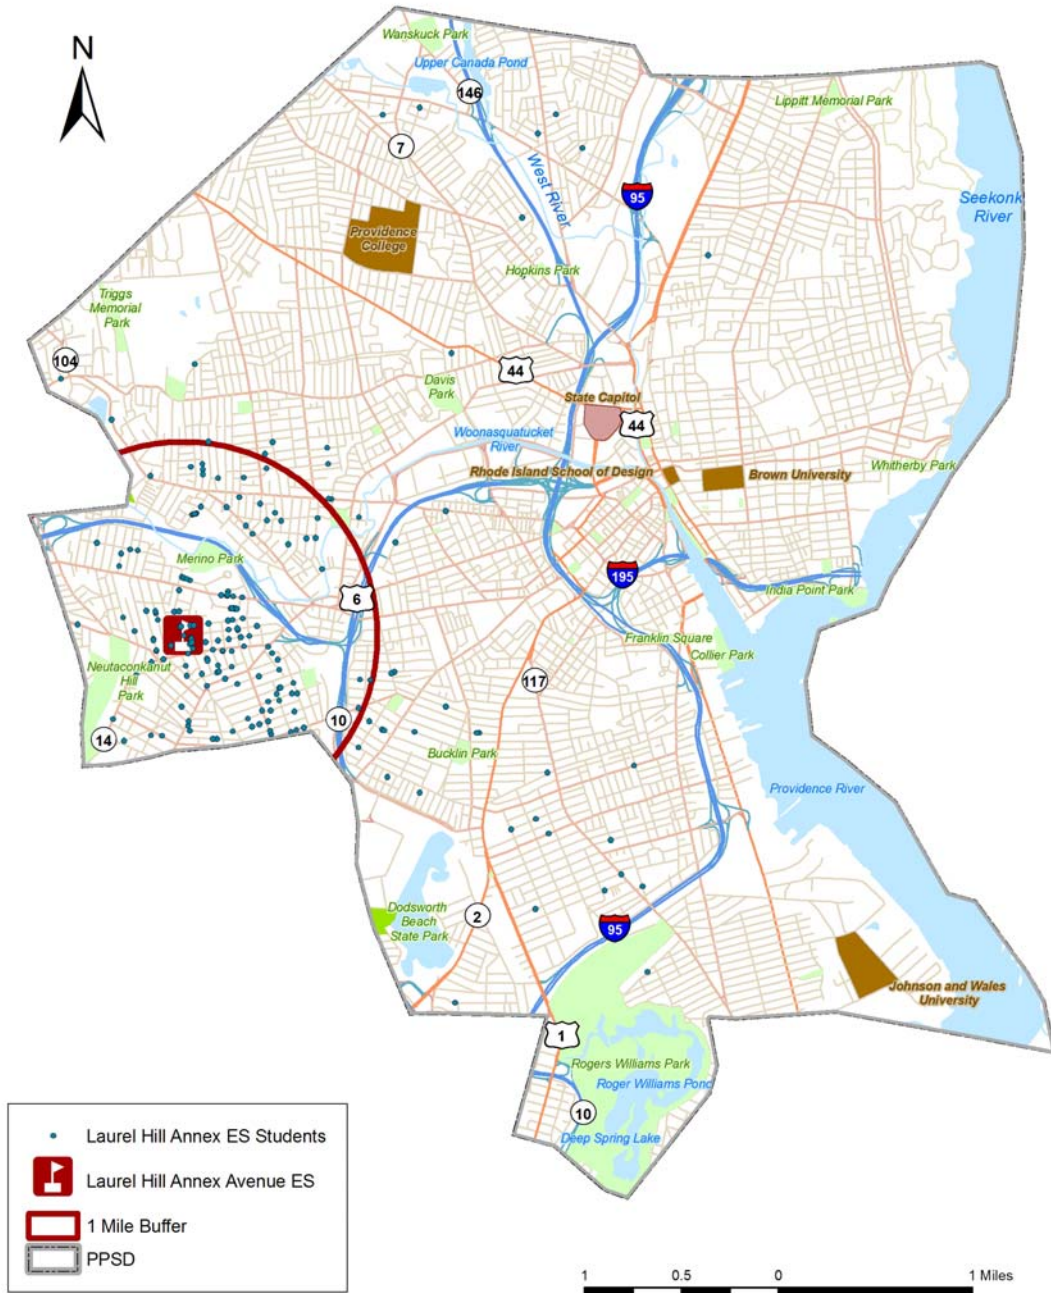 N
Wanskuck Park
Upper Canada Pond
146
Lippitt Memorial Park
7
West River
95
Seekonk
River
Providence
College
Hopkins Park
Triggs
Memorial
Park
104
44
Davis
Park
State Capitol
44
Woonasquatucket
River
Rhode Island School of Design
Brown University
Whitherby Park
Merino Park
6
195
India Point Park
Franklin Square
Collier Park
Neutaconkanut
Hill
Park
117
10
14
Bucklin Park
Providence River
Dodsworth
Beach
State Park
2
95
Johnson and Wales
University
1
Rogers Williams Park
Roger Williams Pond
10
Deep Spring Lake
Laurel Hill Annex ES Students
Laurel Hill Annex Avenue ES
1 Mile Buffer
PPSD
1 0.5 0 1 Miles